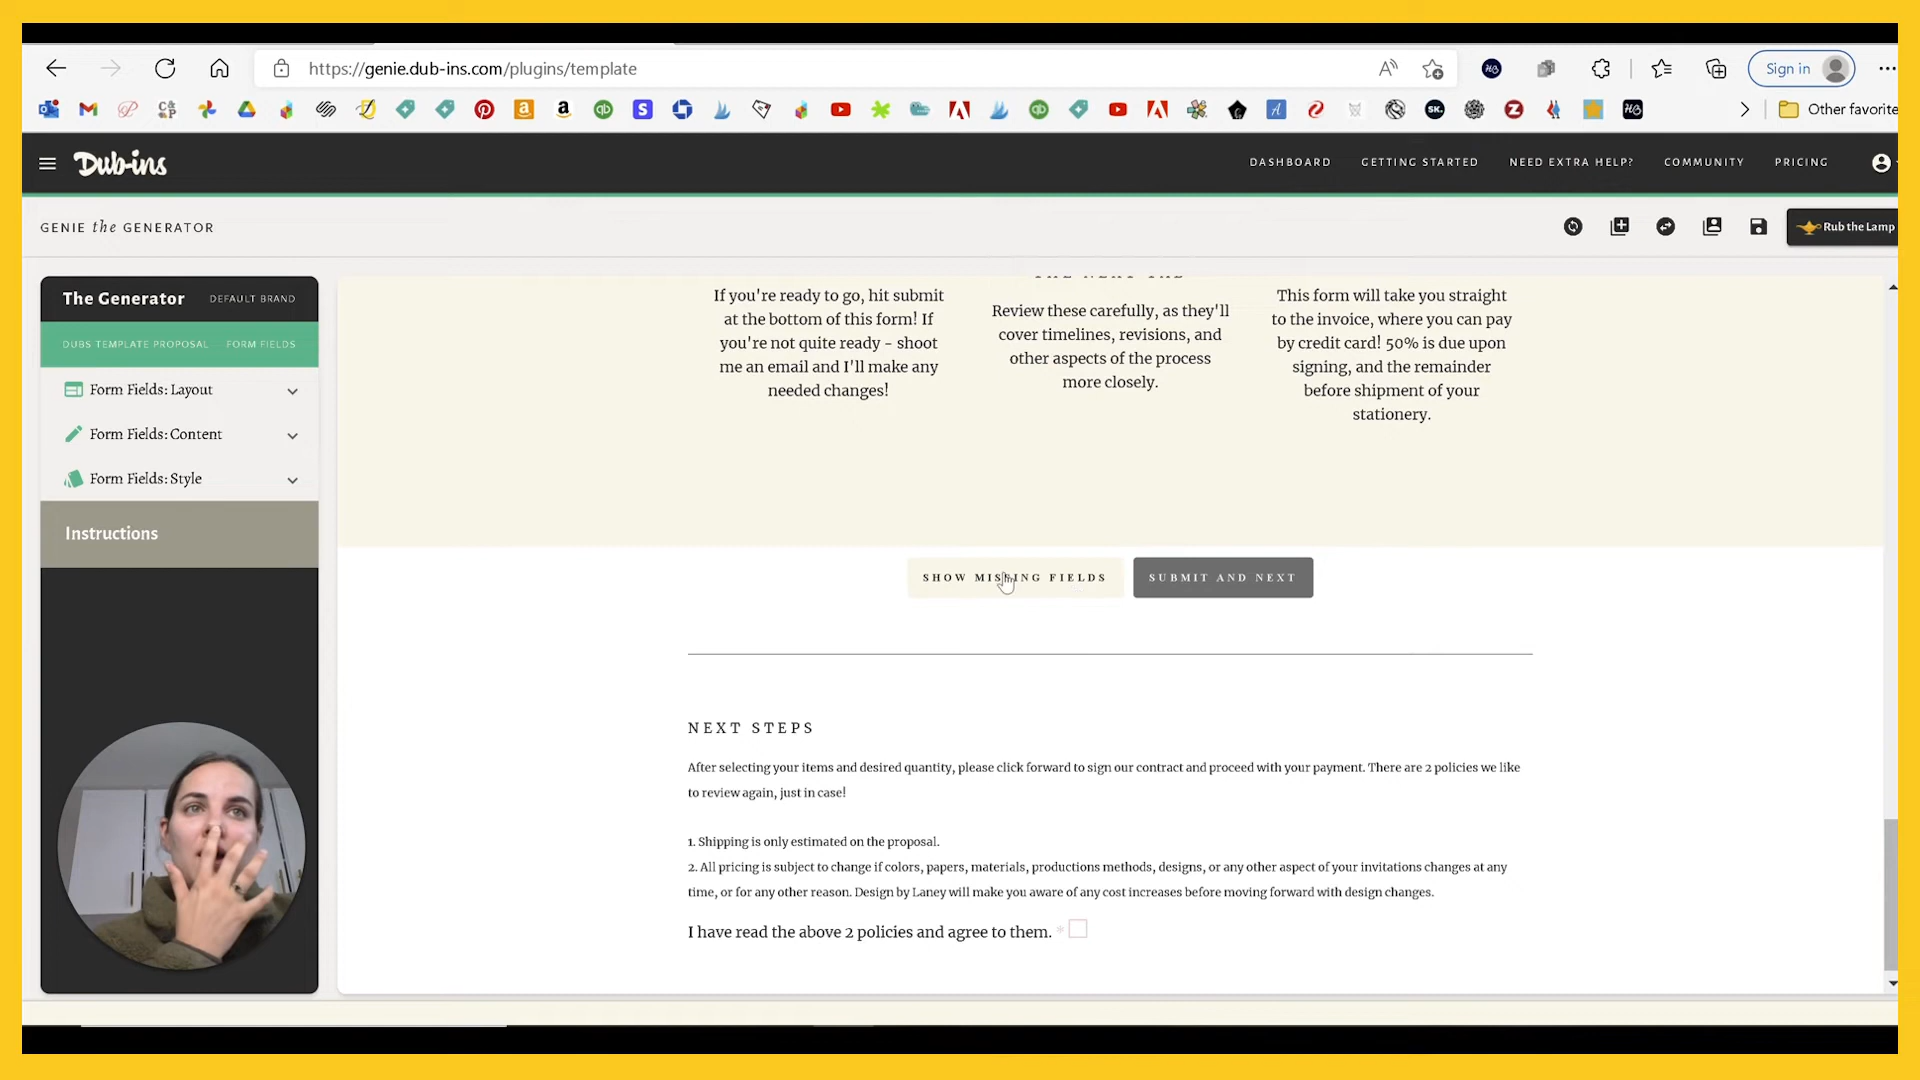 https://genie.dub-ins.com/plugins/template
Sign in
Other favorite
Dub-ins
DASHBOARD
GETTING STARTED
NEED EXTRA HELP?
COMMUNITY
PRICING
GENIE the GENERATOR
Rub the Lamp
The Generator
DEFAULT BRAND
DUBS TEMPLATE PROPOSAL
FORM FIELDS
Form Fields: Layout
Form Fields: Content
Form Fields: Style
Instructions
If you're ready to go, hit submit
at the bottom of this form! If
you're not quite ready - shoot
me an email and I'll make any
needed changes!
Review these carefully, as they'll
cover timelines, revisions, and
other aspects of the process
more closely.
This form will take you straight
to the invoice, where you can pay
by credit card! 50% is due upon
signing, and the remainder
before shipment of your
stationery.
SHOW MISSING FIELDS
SUBMIT AND NEXT
NEXT STEPS
After selecting your items and desired quantity, please click forward to sign our contract and proceed with your payment. There are 2 policies we like
to review again, just in case!
1. Shipping is only estimated on the proposal.
2. All pricing is subject to change if colors, papers, materials, productions methods, designs, or any other aspect of your invitations changes at any
time, or for any other reason. Design by Laney will make you aware of any cost increases before moving forward with design changes.
I have read the above 2 policies and agree to them. *